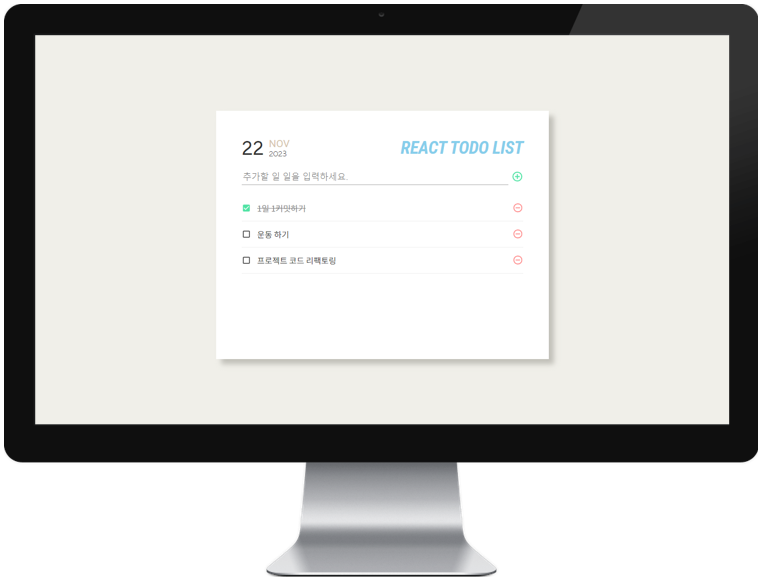 22 NOV
2023
REACT TODO LIST
추가할 일 일을 입력하세요.
1일 1커밋하기
운동 하기
프로젝트 코드 리팩토링